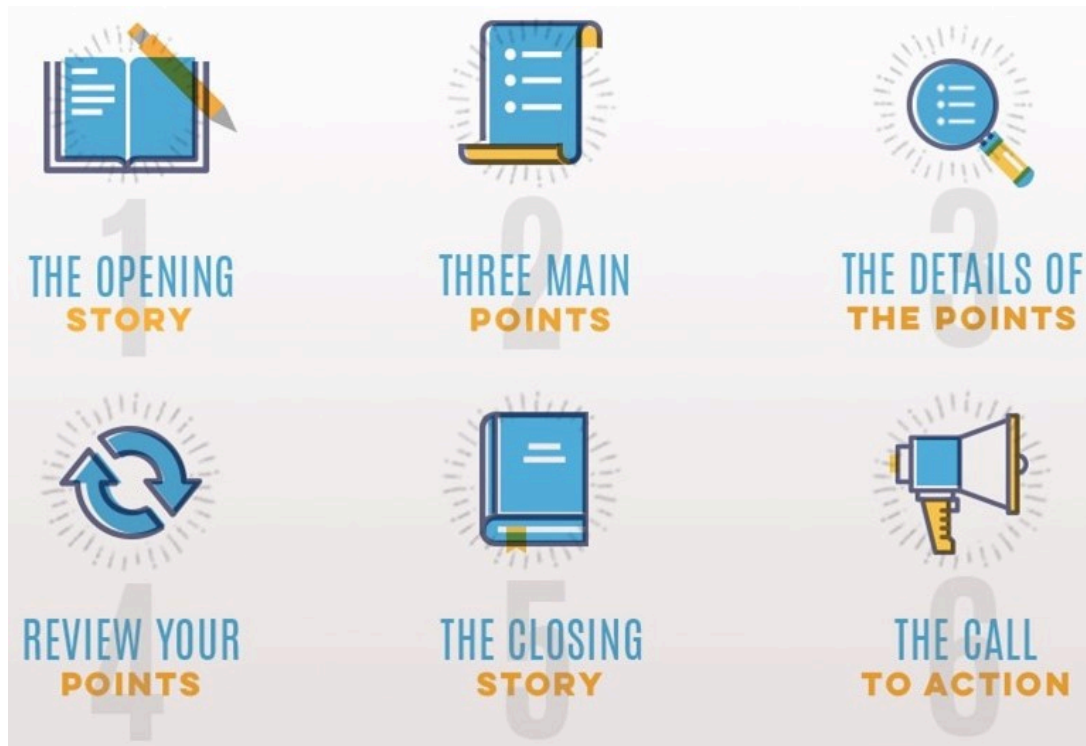 1
THE OPENING
STORY
2
THREE MAIN
POINTS
3
THE DETAILS OF
THE POINTS
4
REVIEW YOUR
POINTS
5
THE CLOSING
STORY
6
THE CALL
TO ACTION